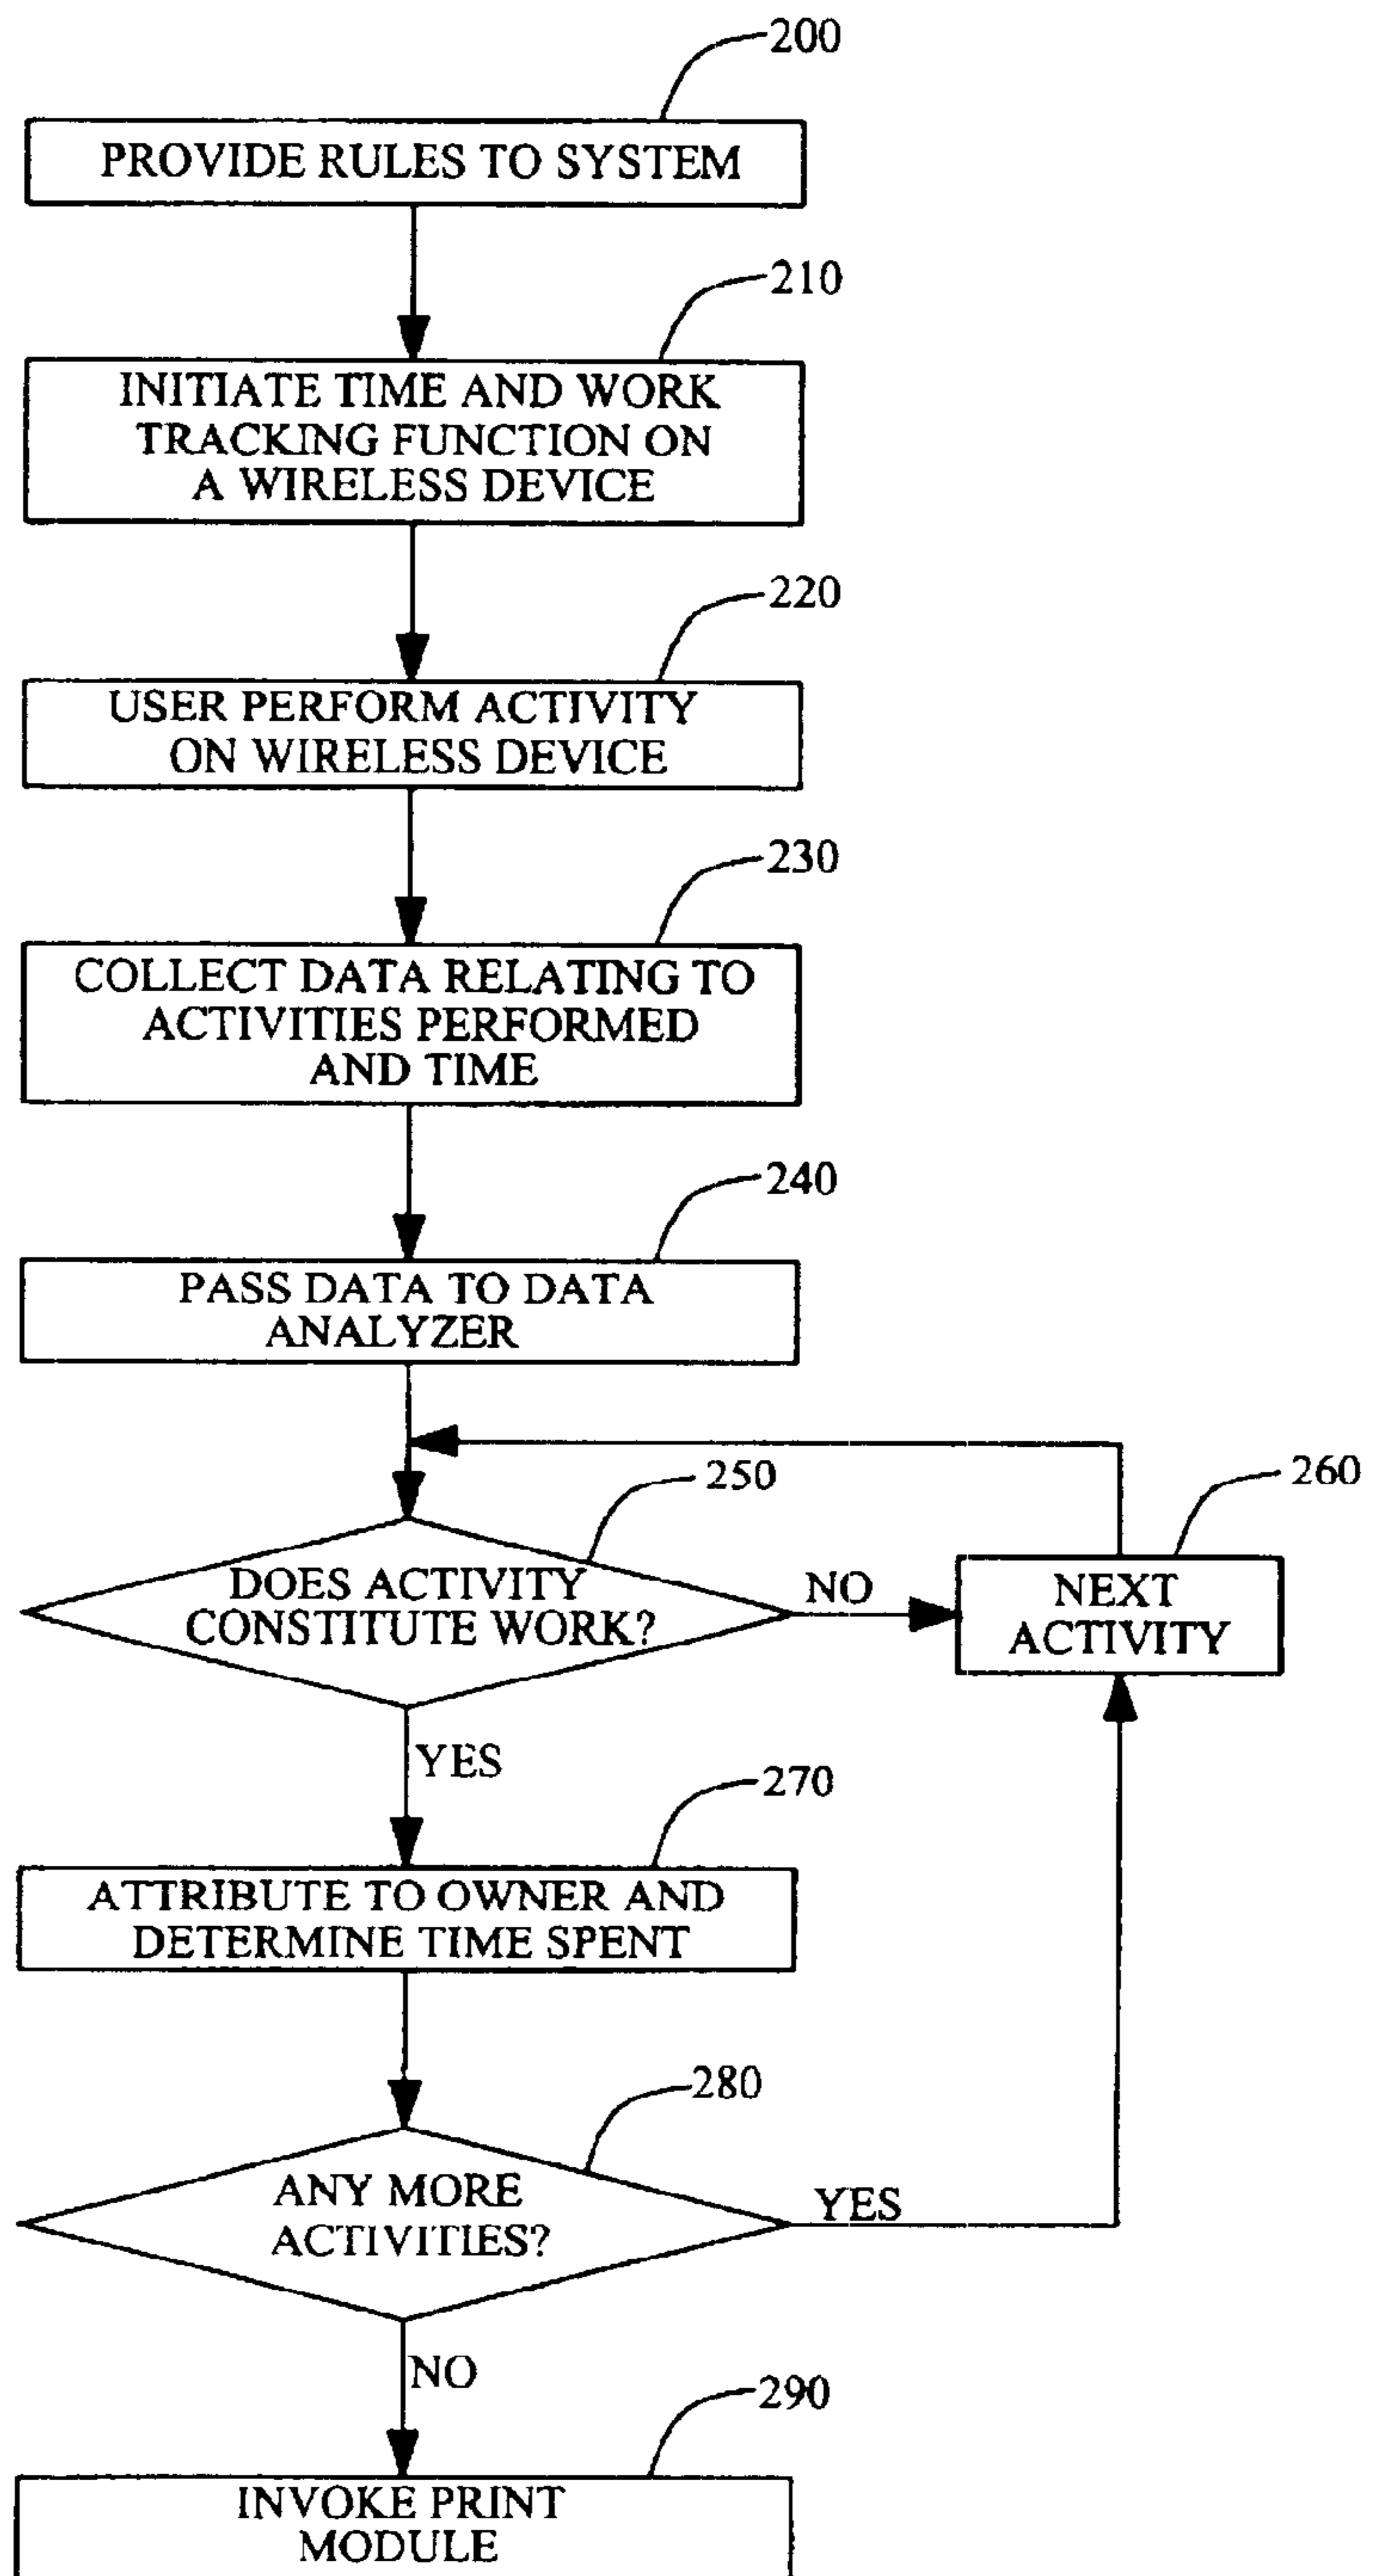 200
PROVIDE RULES TO SYSTEM
210
INITIATE TIME AND WORK
TRACKING FUNCTION ON
A WIRELESS DEVICE
220
USER PERFORM ACTIVITY
ON WIRELESS DEVICE
230
COLLECT DATA RELATING TO
ACTIVITIES PERFORMED
AND TIME
240
PASS DATA TO DATA
ANALYZER
250
DOES ACTIVITY
CONSTITUTE WORK?
NO
260
NEXT
ACTIVITY
YES
270
ATTRIBUTE TO OWNER AND
DETERMINE TIME SPENT
280
ANY MORE
ACTIVITIES?
YES
NO
290
INVOKE PRINT
MODULE